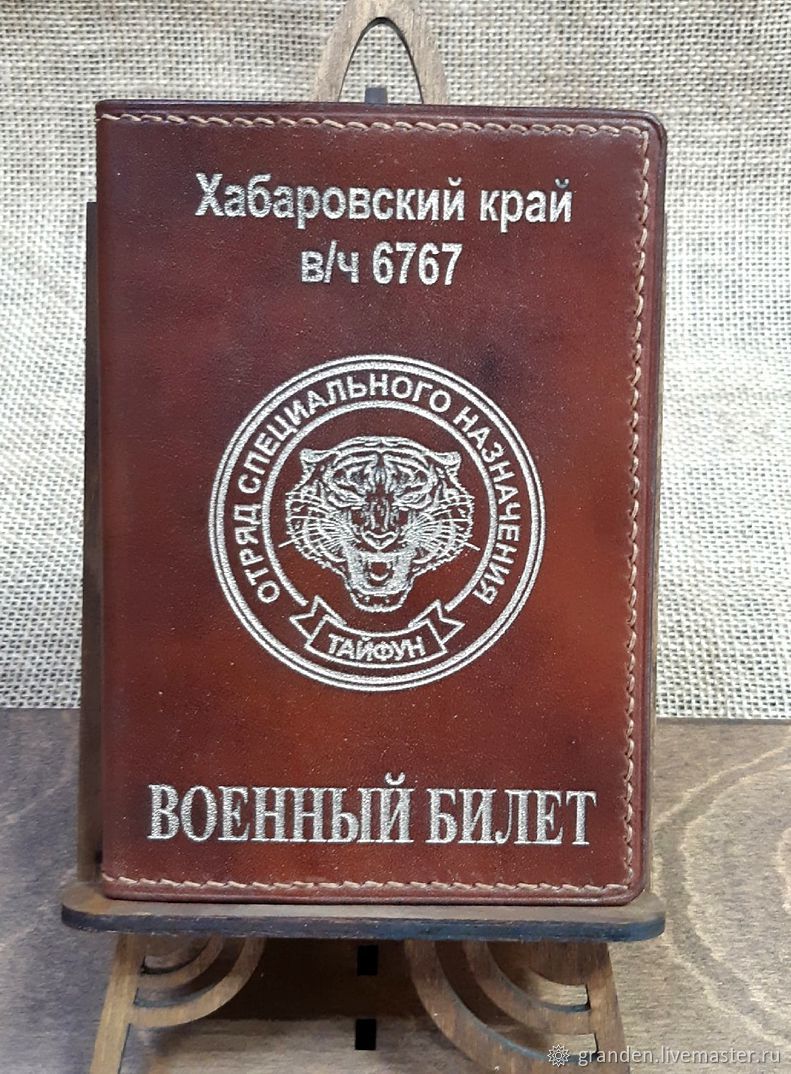 Хабаровский край
в/ч 6767
ОТРЯД СПЕЦИАЛЬНОГО НАЗНАЧЕНИЯ
ТАЙФУН
ВОЕННЫЙ БИЛЕТ
granden.livemaster.ru